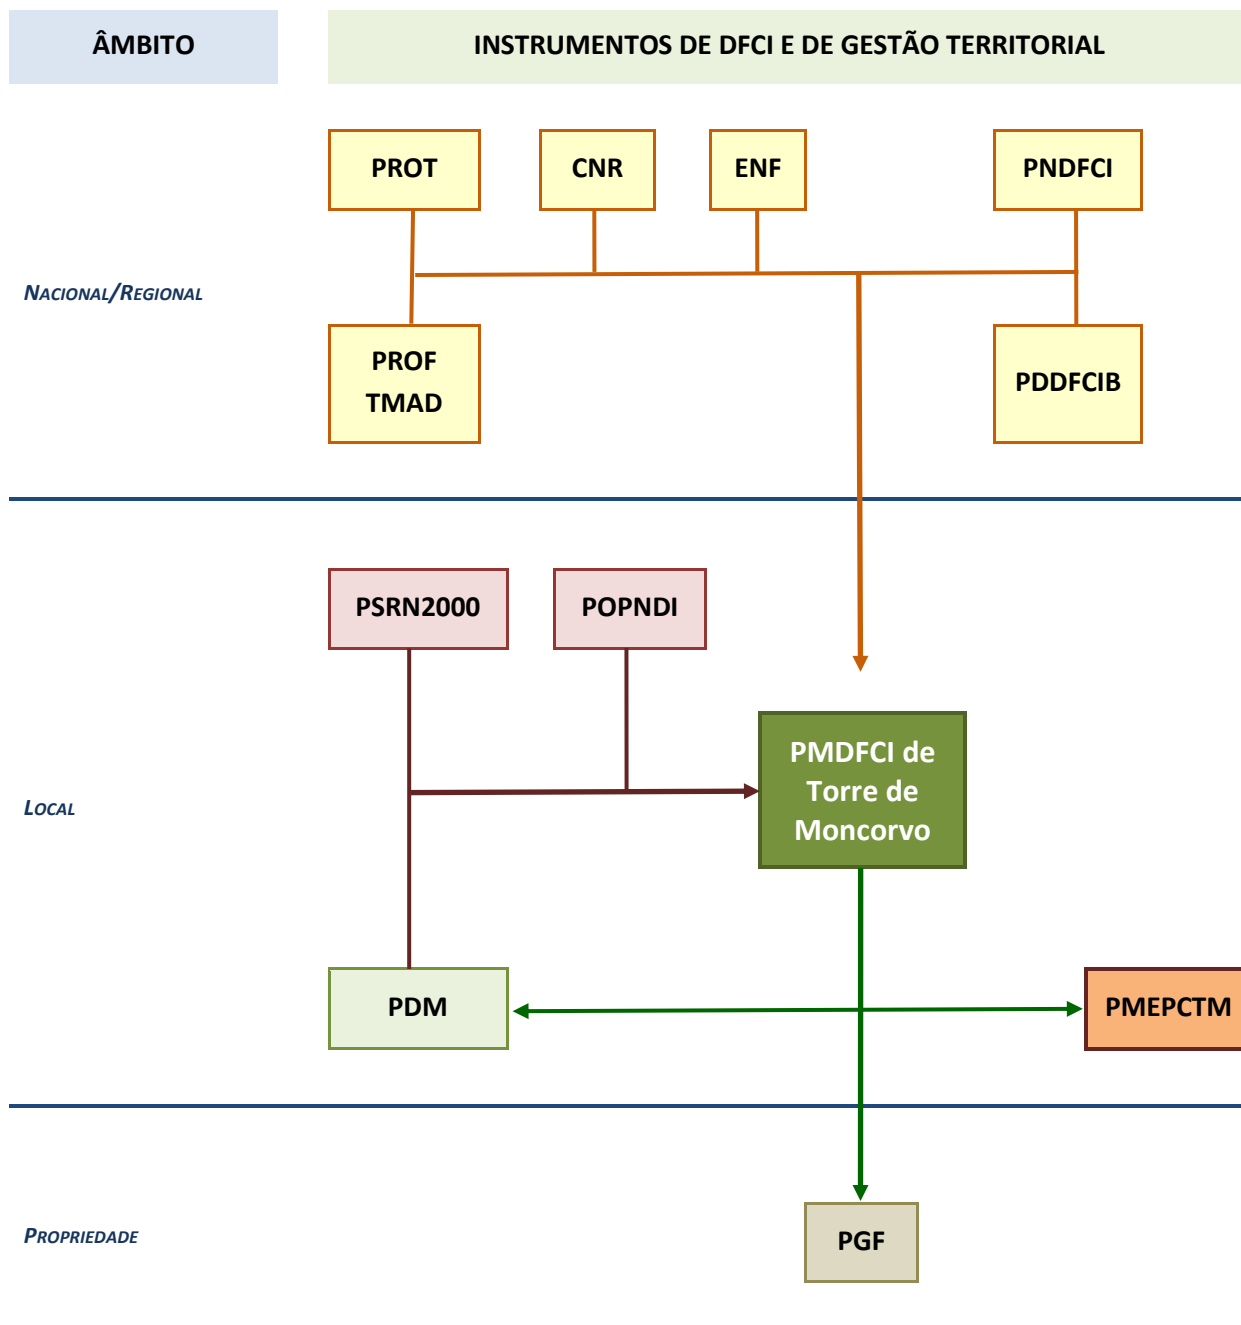 ÂMBITO
INSTRUMENTOS DE DFCI E DE GESTÃO TERRITORIAL
PROT
CNR
ENF
PNDFCI
NACIONAL/REGIONAL
PROF
TMAD
PDDFCIB
PSRN2000
POPNDI
PMDFCI de
Torre de
Moncorvo
LOCAL
PDM
PMEPCTM
PROPRIEDADE
PGF